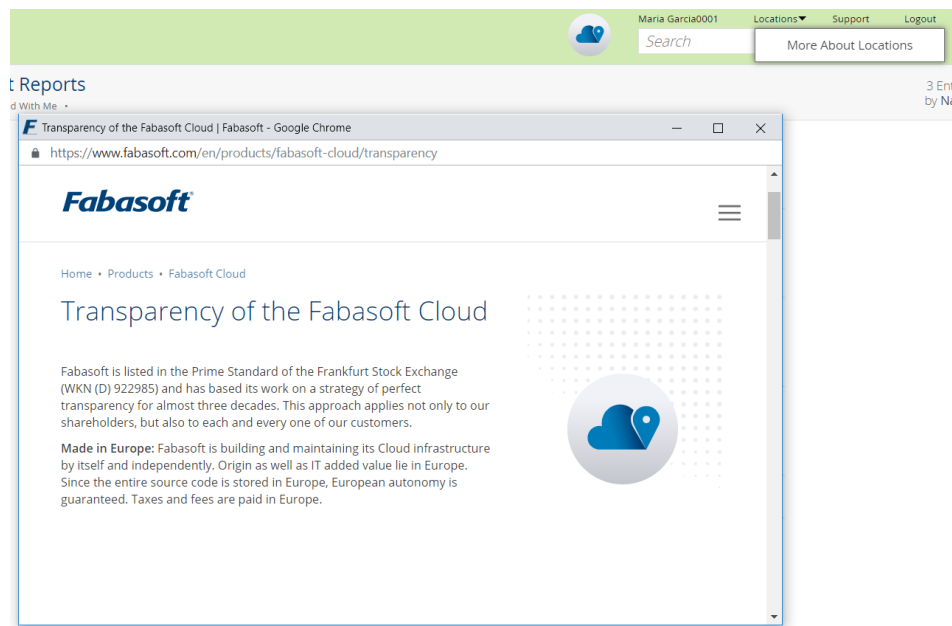 Maria Garcia0001
Locations▼
Support
Logout
Search
More About Locations
t Reports
3 Ent
d With Me •
by Na
Transparency of the Fabasoft Cloud | Fabasoft - Google Chrome
https://www.fabasoft.com/en/products/fabasoft-cloud/transparency
Fabasoft
Home • Products • Fabasoft Cloud
Transparency of the Fabasoft Cloud
Fabasoft is listed in the Prime Standard of the Frankfurt Stock Exchange
(WKN (D) 922985) and has based its work on a strategy of perfect
transparency for almost three decades. This approach applies not only to our
shareholders, but also to each and every one of our customers.
Made in Europe: Fabasoft is building and maintaining its Cloud infrastructure
by itself and independently. Origin as well as IT added value lie in Europe.
Since the entire source code is stored in Europe, European autonomy is
guaranteed. Taxes and fees are paid in Europe.